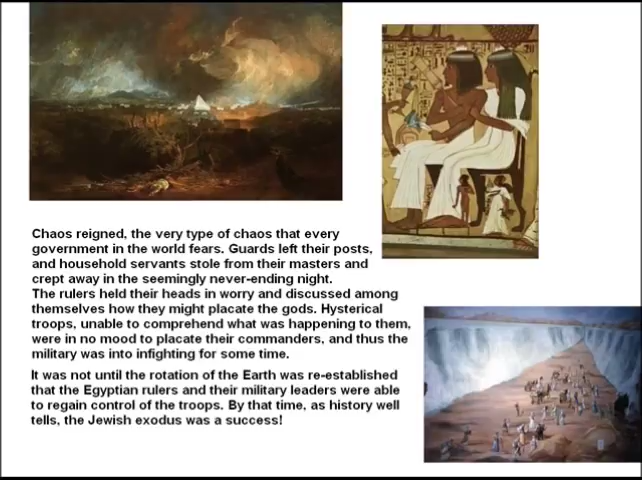 Chaos reigned, the very type of chaos that every
government in the world fears. Guards left their posts,
and household servants stole from their masters and
crept away in the seemingly never-ending night.
The rulers held their heads in worry and discussed among
themselves how they might placate the gods. Hysterical
troops, unable to comprehend what was happening to them,
were in no mood to placate their commanders, and thus the
military was into infighting for some time.
It was not until the rotation of the Earth was re-established
that the Egyptian rulers and their military leaders were able
to regain control of the troops. By that time, as history well
tells, the Jewish exodus was a success!